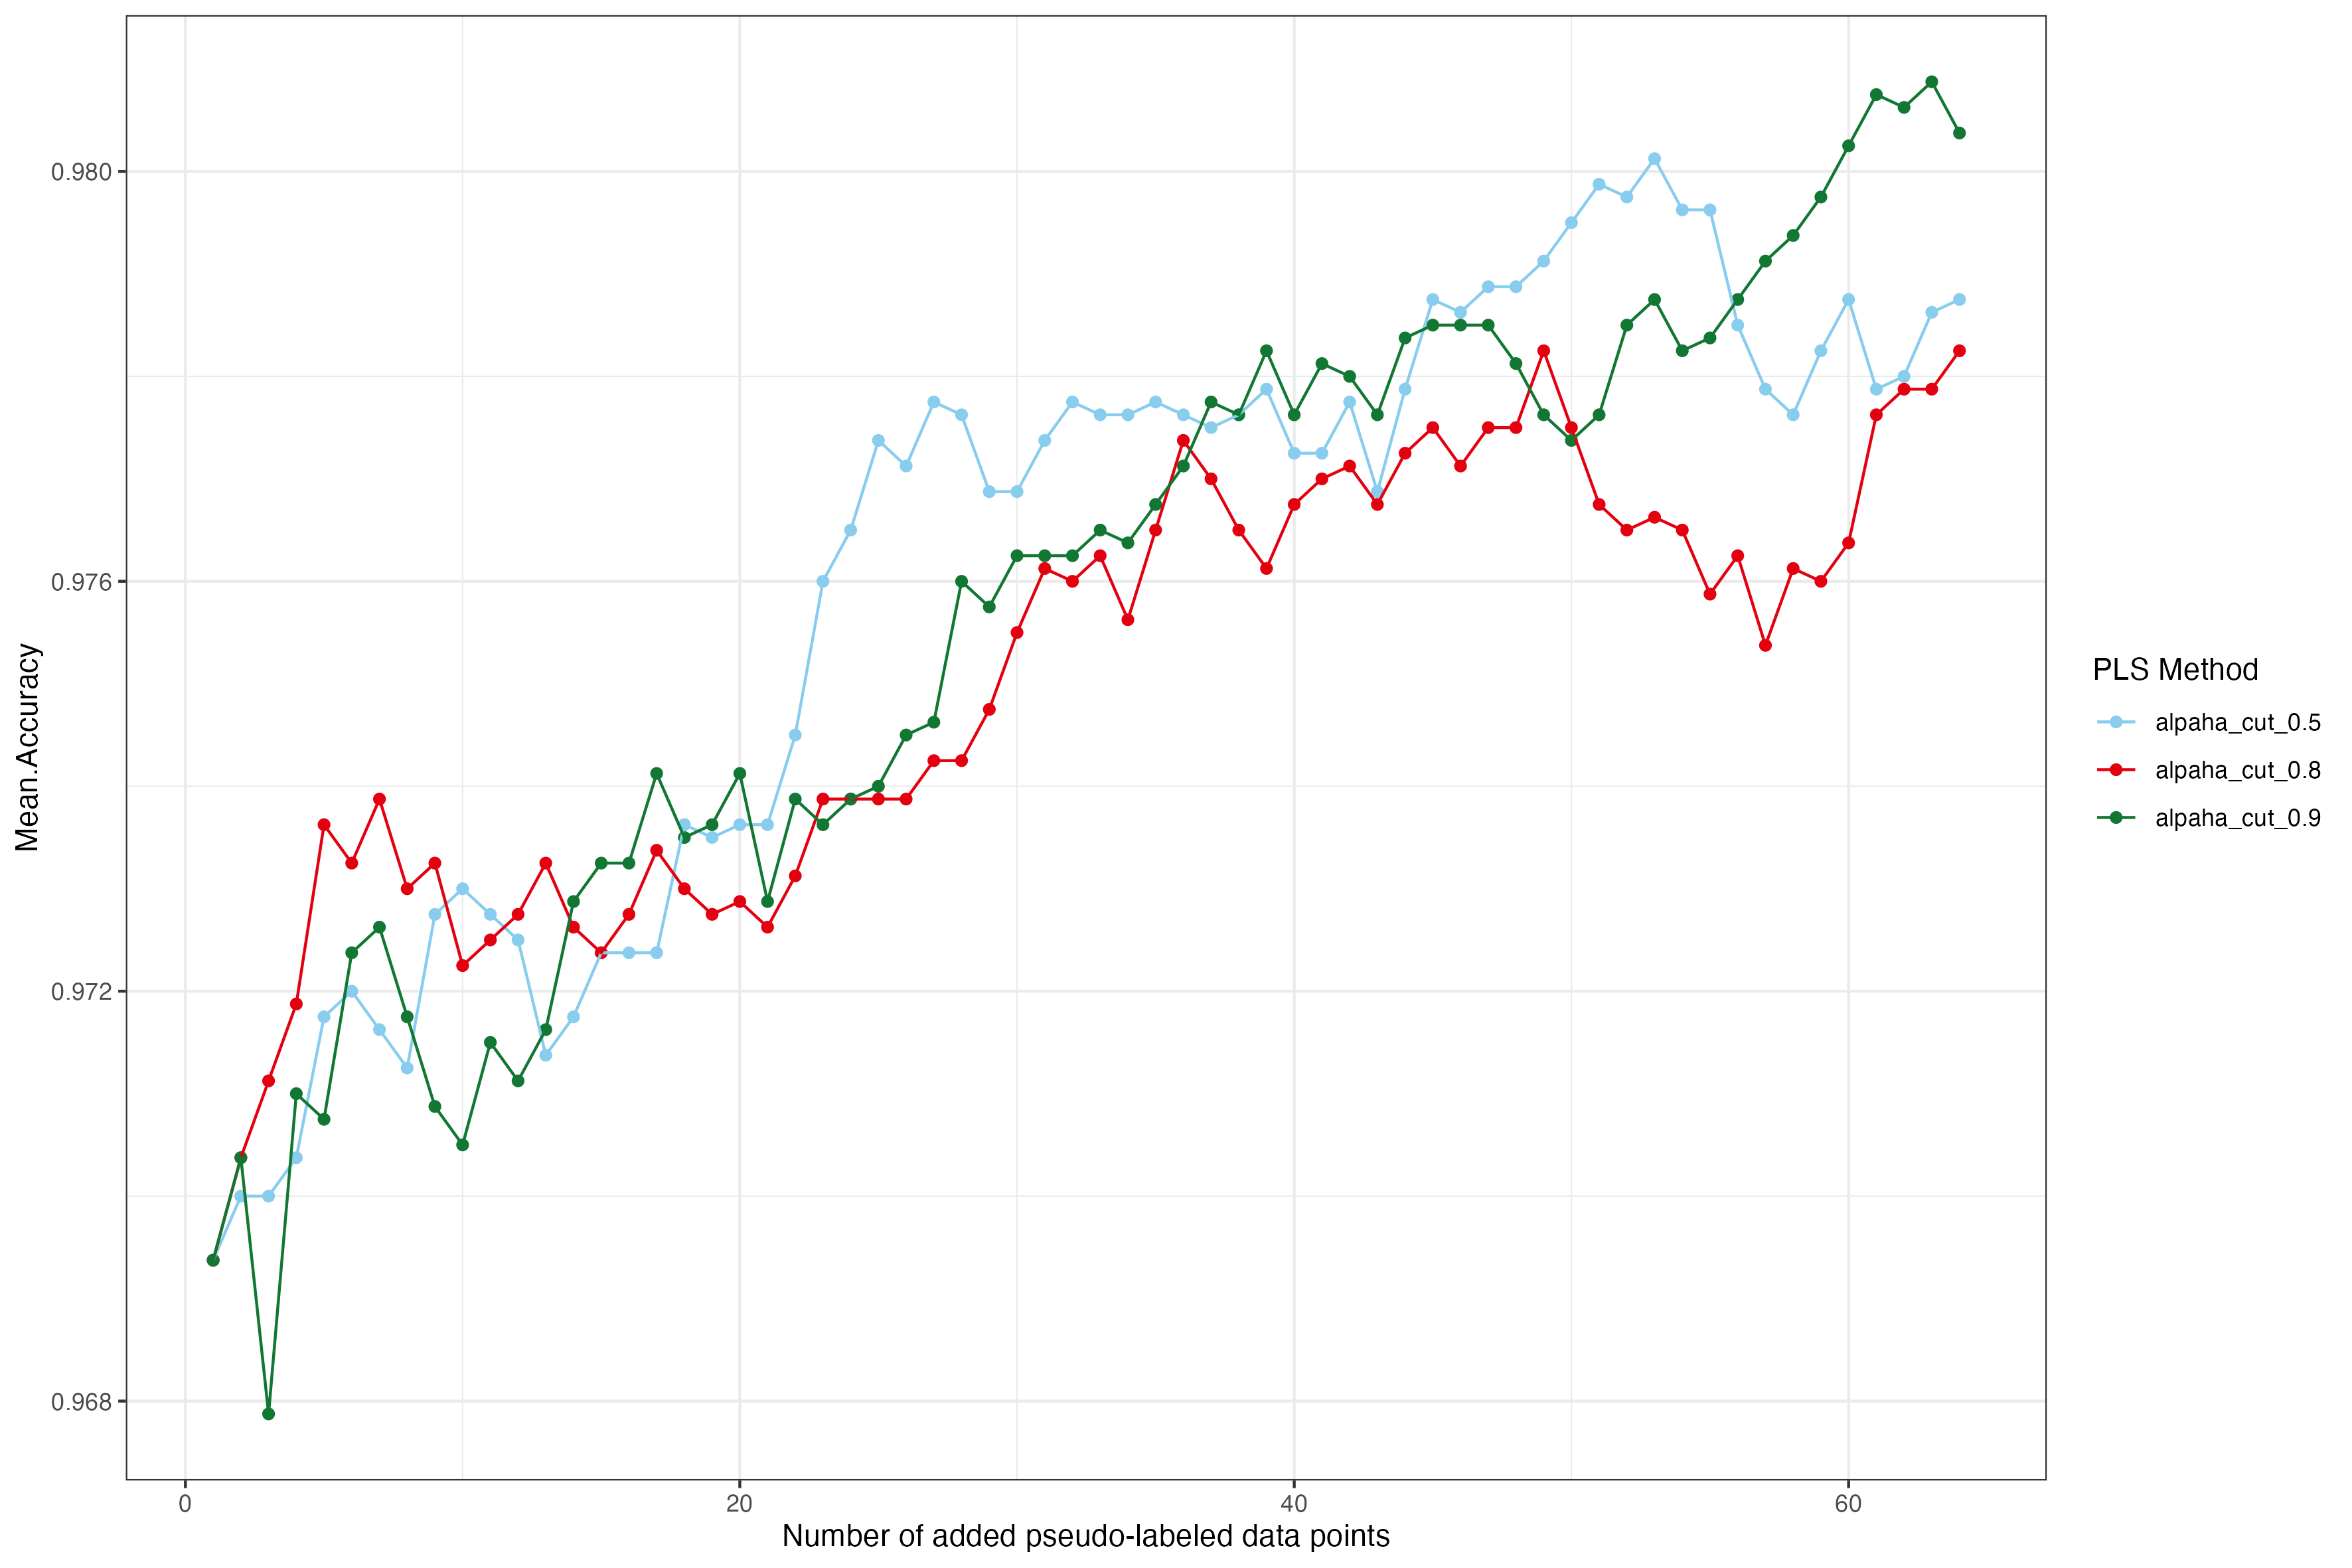 0.980
0.976
0.972
0.968
Mean.Accuracy
0
20
40
60
Number of added pseudo-labeled data points
PLS Method
alpaha_cut_0.5
alpaha_cut_0.8
alpaha_cut_0.9